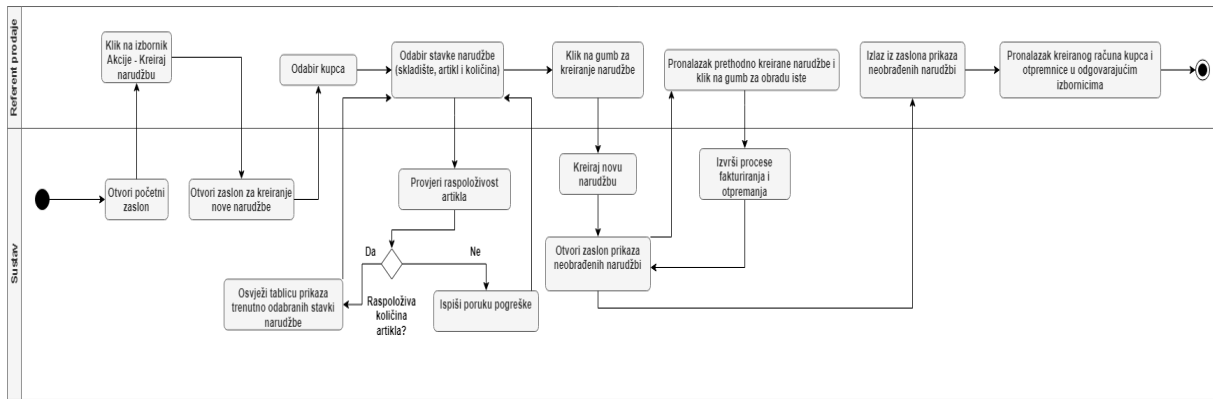 Referent prodaje
Klik na izbornik
Akcije - Kreiraj
narudžbu
Odabir kupca
Odabir stavke narudžbe
(skladište, artikl i količina)
Klik na gumb za
kreiranje narudžbe
Pronalazak prethodno kreirane narudžbe i
klik na gumb za obradu iste
Izlaz iz zaslona prikaza
neobrađenih narudžbi
Pronalazak kreiranog računa kupca i
otpremnice u odgovarajućim
izbornicima
Sustav
Otvori početni
zaslon
Otvori zaslon za kreiranje
nove narudžbe
Provjeri raspoloživost
artikla
Kreiraj novu
narudžbu
Izvrši procese
fakturiranja i
otpremanja
Da
Ne
Otvori zaslon prikaza
neobrađenih narudžbi
Osvježi tablicu prikaza
trenutno odabranih stavki
narudžbe
Raspoloživa
količina
artikla?
Ispiši poruku pogreške